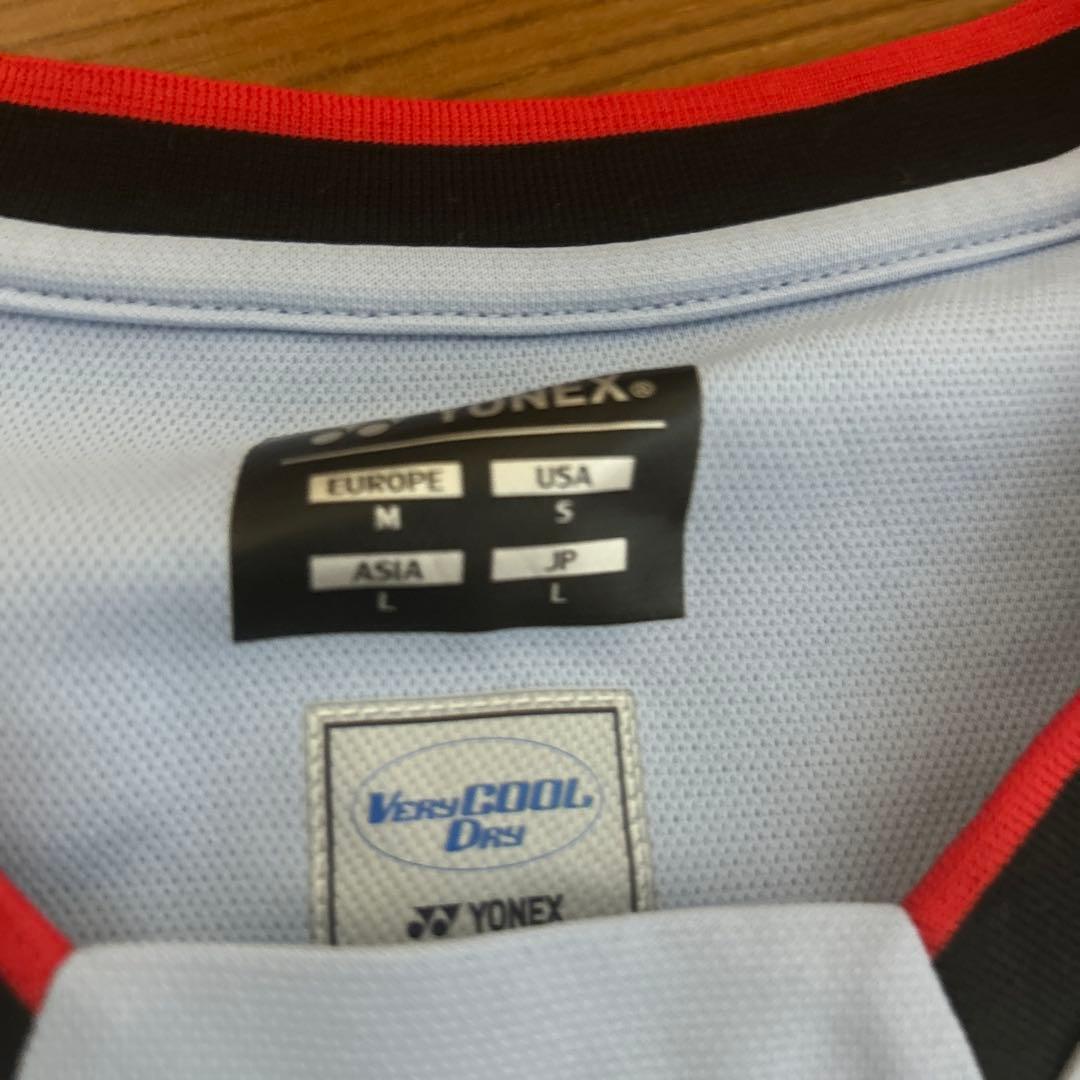 YONEX®
EUROPE USA
M S
ASIA JP
L L
VERY COOL
DRY
YONEX